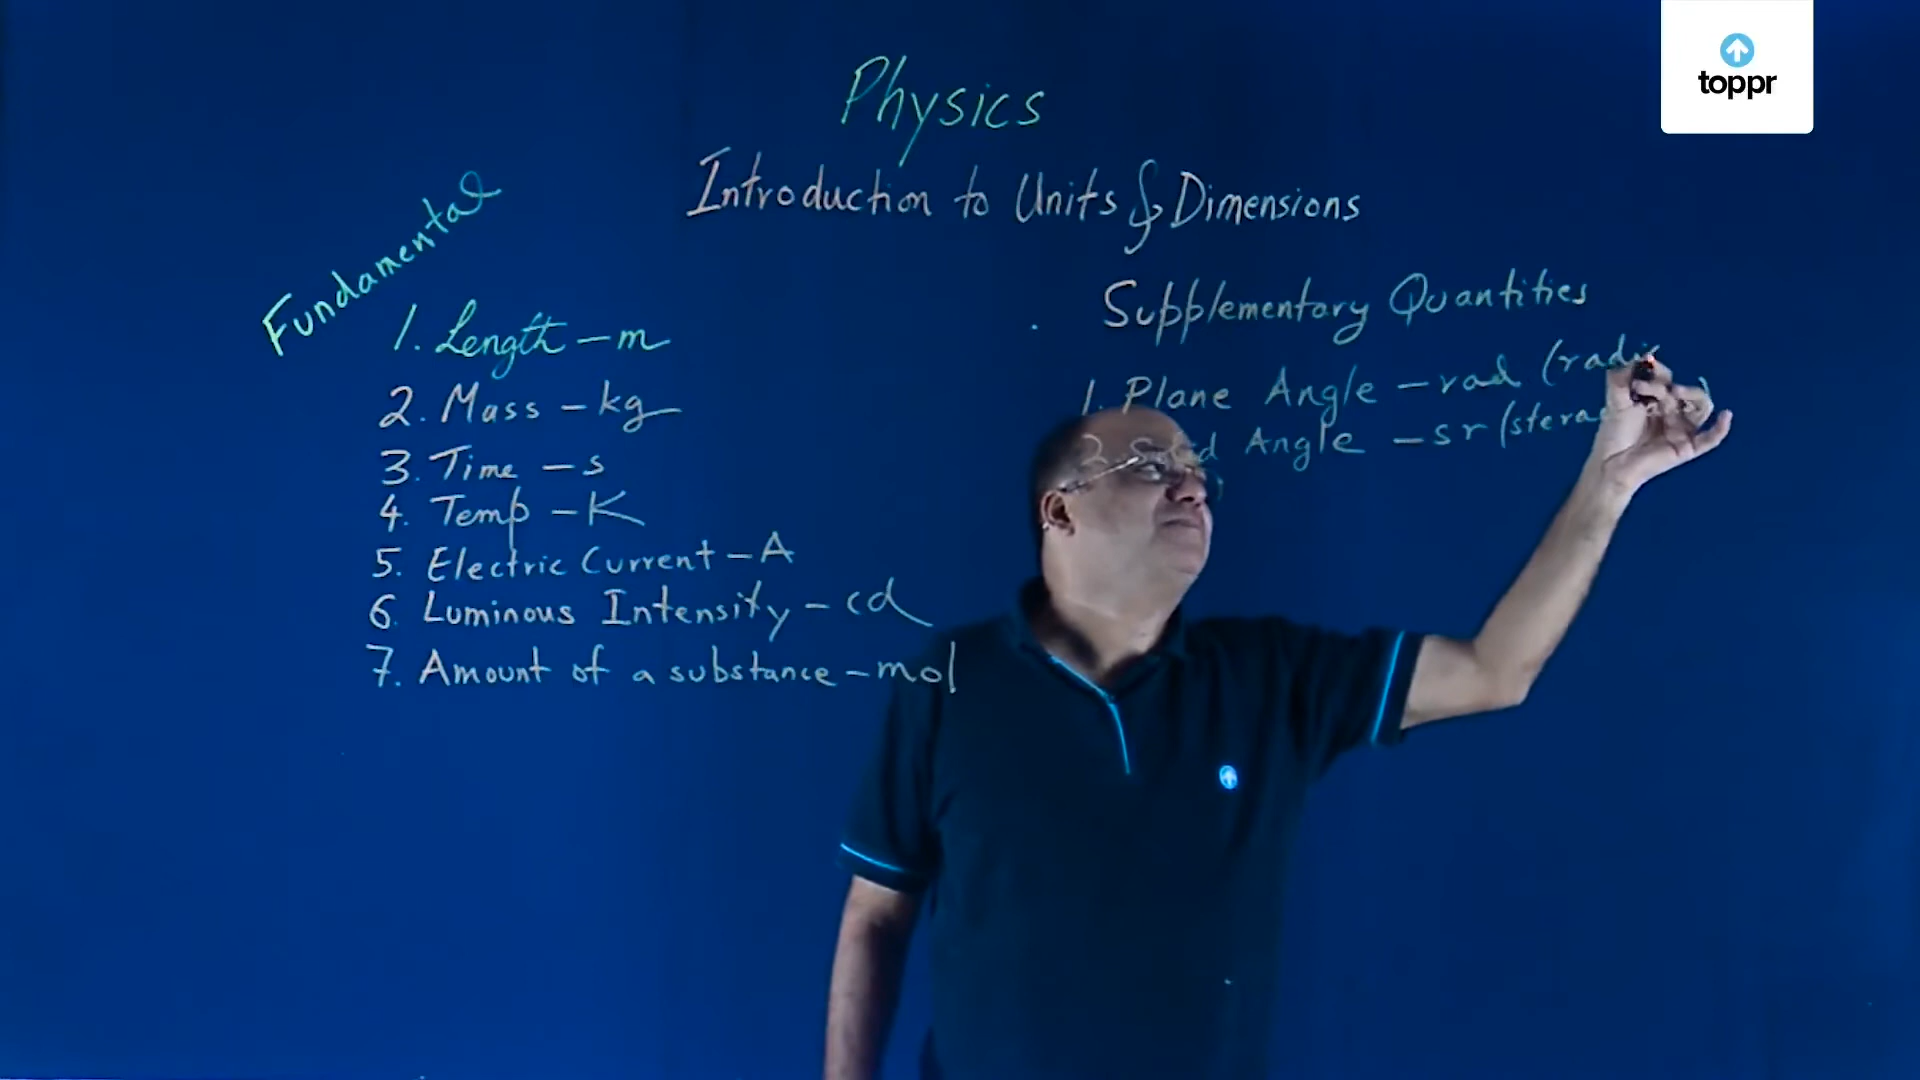 toppr
Physics
Introduction to Units & Dimensions
Fundamental
1. Length – m
2. Mass – kg
3. Time – s
4. Temp – K
5. Electric Current – A
6. Luminous Intensity – cd
7. Amount of a substance – mol
Supplementary Quantities
1. Plane Angle – rad
2. Angle – sr